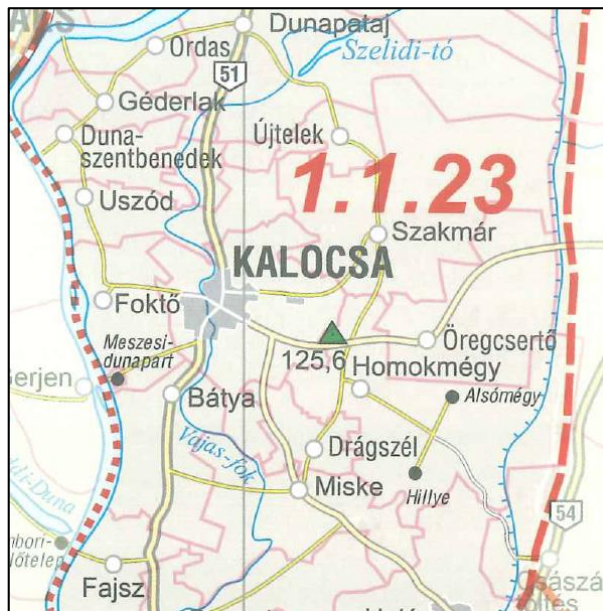 Dunapataj
Ordas
Szelidi-tó
51
Géderlak
Duna-
szentbenedek
Újtelek
1.1.23
Uszód
Szakmár
KALOCSA
Foktő
Meszesi-
dunapart
125,6
Öregcsertő
Homokmégy
Gerjen
Bátya
Alsómégy
Vajas-fok
Drágszél
Hillye
Miske
54
Fajsz